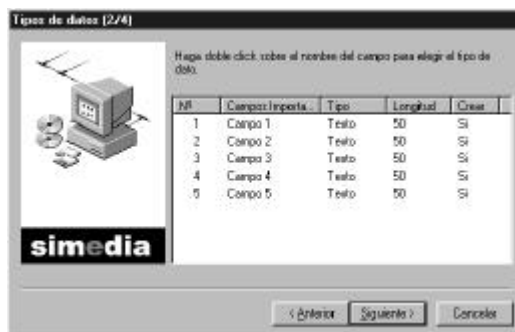 Tipos de datos (2/4)
Haga doble click sobre el nombre del campo para elegir el tipo de
dato.
Nº Campos Importa... Tipo Longitud Crear
1 Campo 1 Texto 50 Si
2 Campo 2 Texto 50 Si
3 Campo 3 Texto 50 Si
4 Campo 4 Texto 50 Si
5 Campo 5 Texto 50 Si
simedia
< Anterior Siguiente > Cancelar